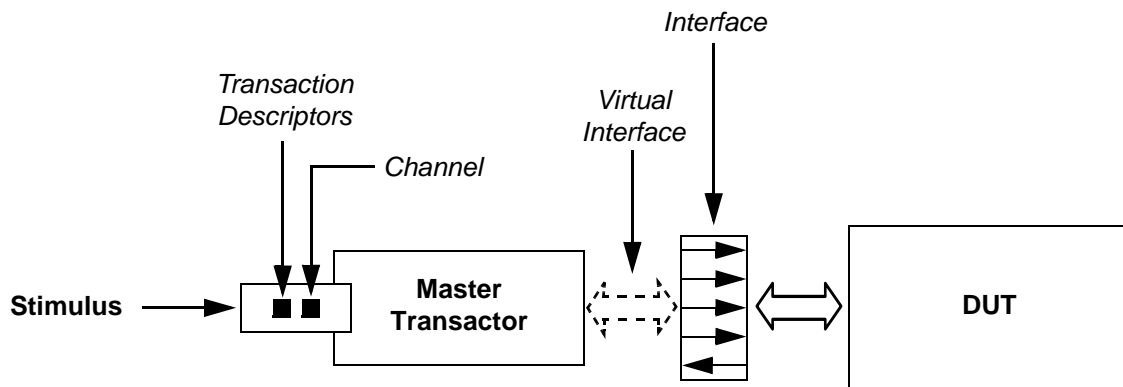 Interface
Transaction
Descriptors
Virtual
Interface
Channel
Stimulus
Master
Transactor
DUT